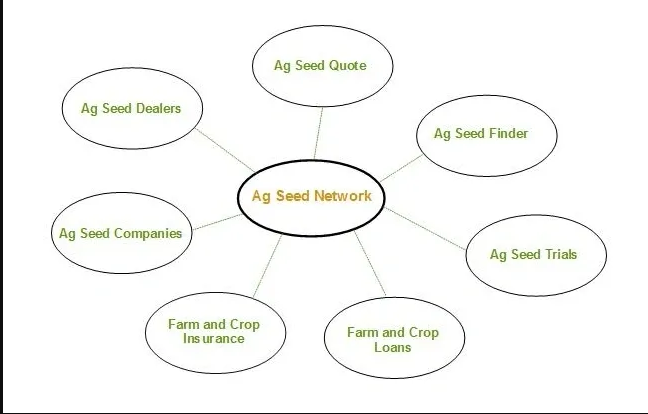 Ag Seed Quote
Ag Seed Dealers
Ag Seed Finder
Ag Seed Network
Ag Seed Companies
Ag Seed Trials
Farm and Crop
Insurance
Farm and Crop
Loans